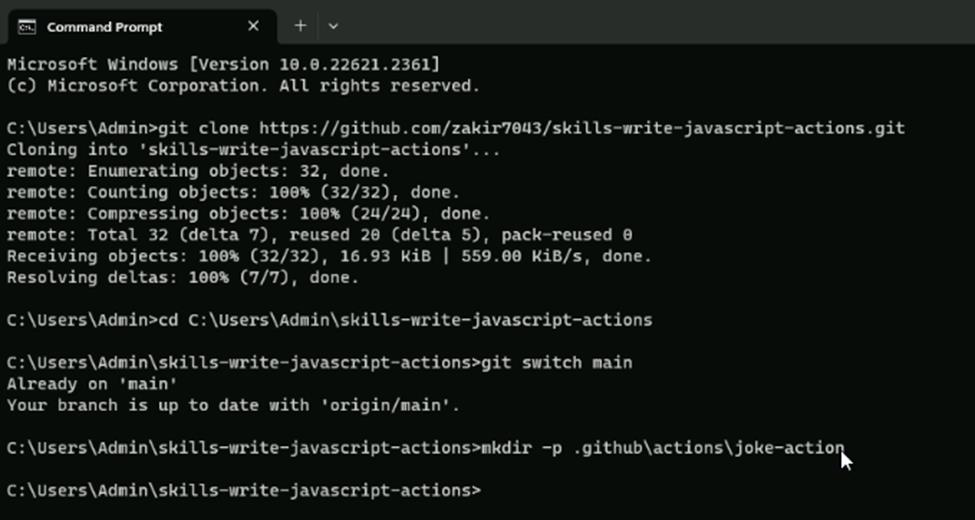 Command Prompt
Microsoft Windows [Version 10.0.22621.2361]
(c) Microsoft Corporation. All rights reserved.
C:\Users\Admin>git clone https://github.com/zakir7043/skills-write-javascript-actions.git
Cloning into 'skills-write-javascript-actions'...
remote: Enumerating objects: 32, done.
remote: Counting objects: 100% (32/32), done.
remote: Compressing objects: 100% (24/24), done.
remote: Total 32 (delta 7), reused 20 (delta 5), pack-reused 0
Receiving objects: 100% (32/32), 16.93 KiB | 559.00 KiB/s, done.
Resolving deltas: 100% (7/7), done.
C:\Users\Admin>cd C:\Users\Admin\skills-write-javascript-actions
C:\Users\Admin\skills-write-javascript-actions>git switch main
Already on 'main'
Your branch is up to date with 'origin/main'.
C:\Users\Admin\skills-write-javascript-actions>mkdir -p .github\actions\joke-action
C:\Users\Admin\skills-write-javascript-actions>